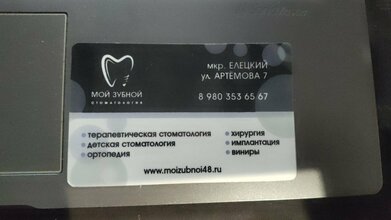 МОЙ ЗУБНОЙ
стоматология
мкр. ЕЛЕЦКИЙ
ул. АРТЁМОВА 7
8 980 353 65 67
• терапевтическая стоматология
• детская стоматология
• ортопедия
• хирургия
• имплантация
• виниры
www.moizubnoi48.ru